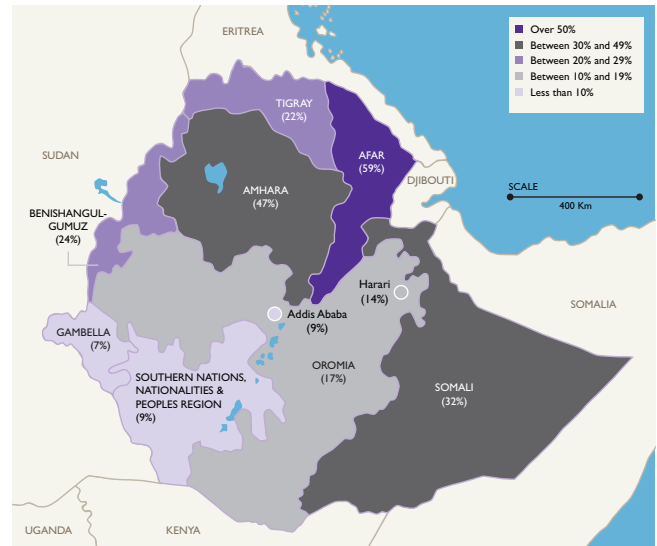 ERITREA
Over 50%
Between 30% and 49%
Between 20% and 29%
Between 10% and 19%
Less than 10%
TIGRAY
(22%)
SUDAN
AFAR
(59%)
DJIBOUTI
AMHARA
(47%)
SCALE
400 Km
BENISHANGUL-
GUMUZ
(24%)
Harari
(14%)
SOMALIA
Addis Ababa
(9%)
GAMBELLA
(7%)
OROMIA
(17%)
SOUTHERN NATIONS,
NATIONALITIES &
PEOPLES REGION
(9%)
SOMALI
(32%)
UGANDA
KENYA